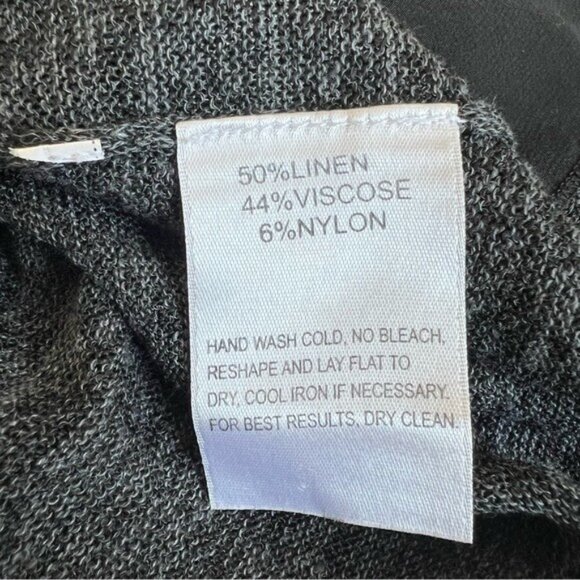 50%LINEN
44%VISCOSE
6%NYLON
HAND WASH COLD, NO BLEACH,
RESHAPE AND LAY FLAT TO
DRY, COOL IRON IF NECESSARY.
FOR BEST RESULTS, DRY CLEAN.